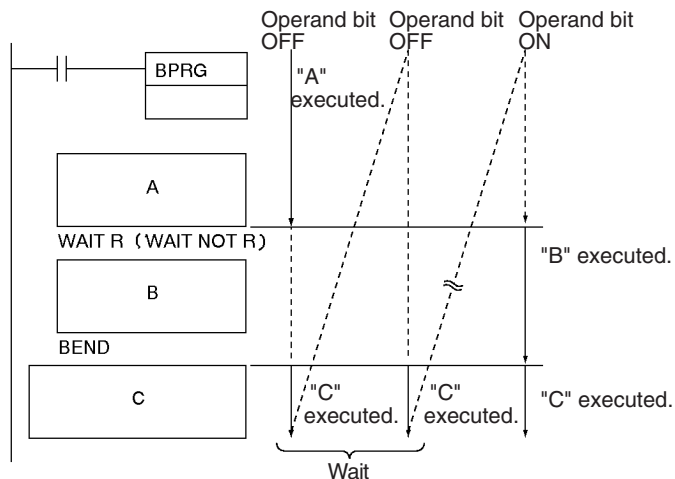 Operand bit
OFF
Operand bit
OFF
Operand bit
ON
BPRG
"A"
executed.
A
WAIT R (WAIT NOT R)
"B" executed.
B
BEND
C
"C"
executed.
"C"
executed.
"C" executed.
Wait